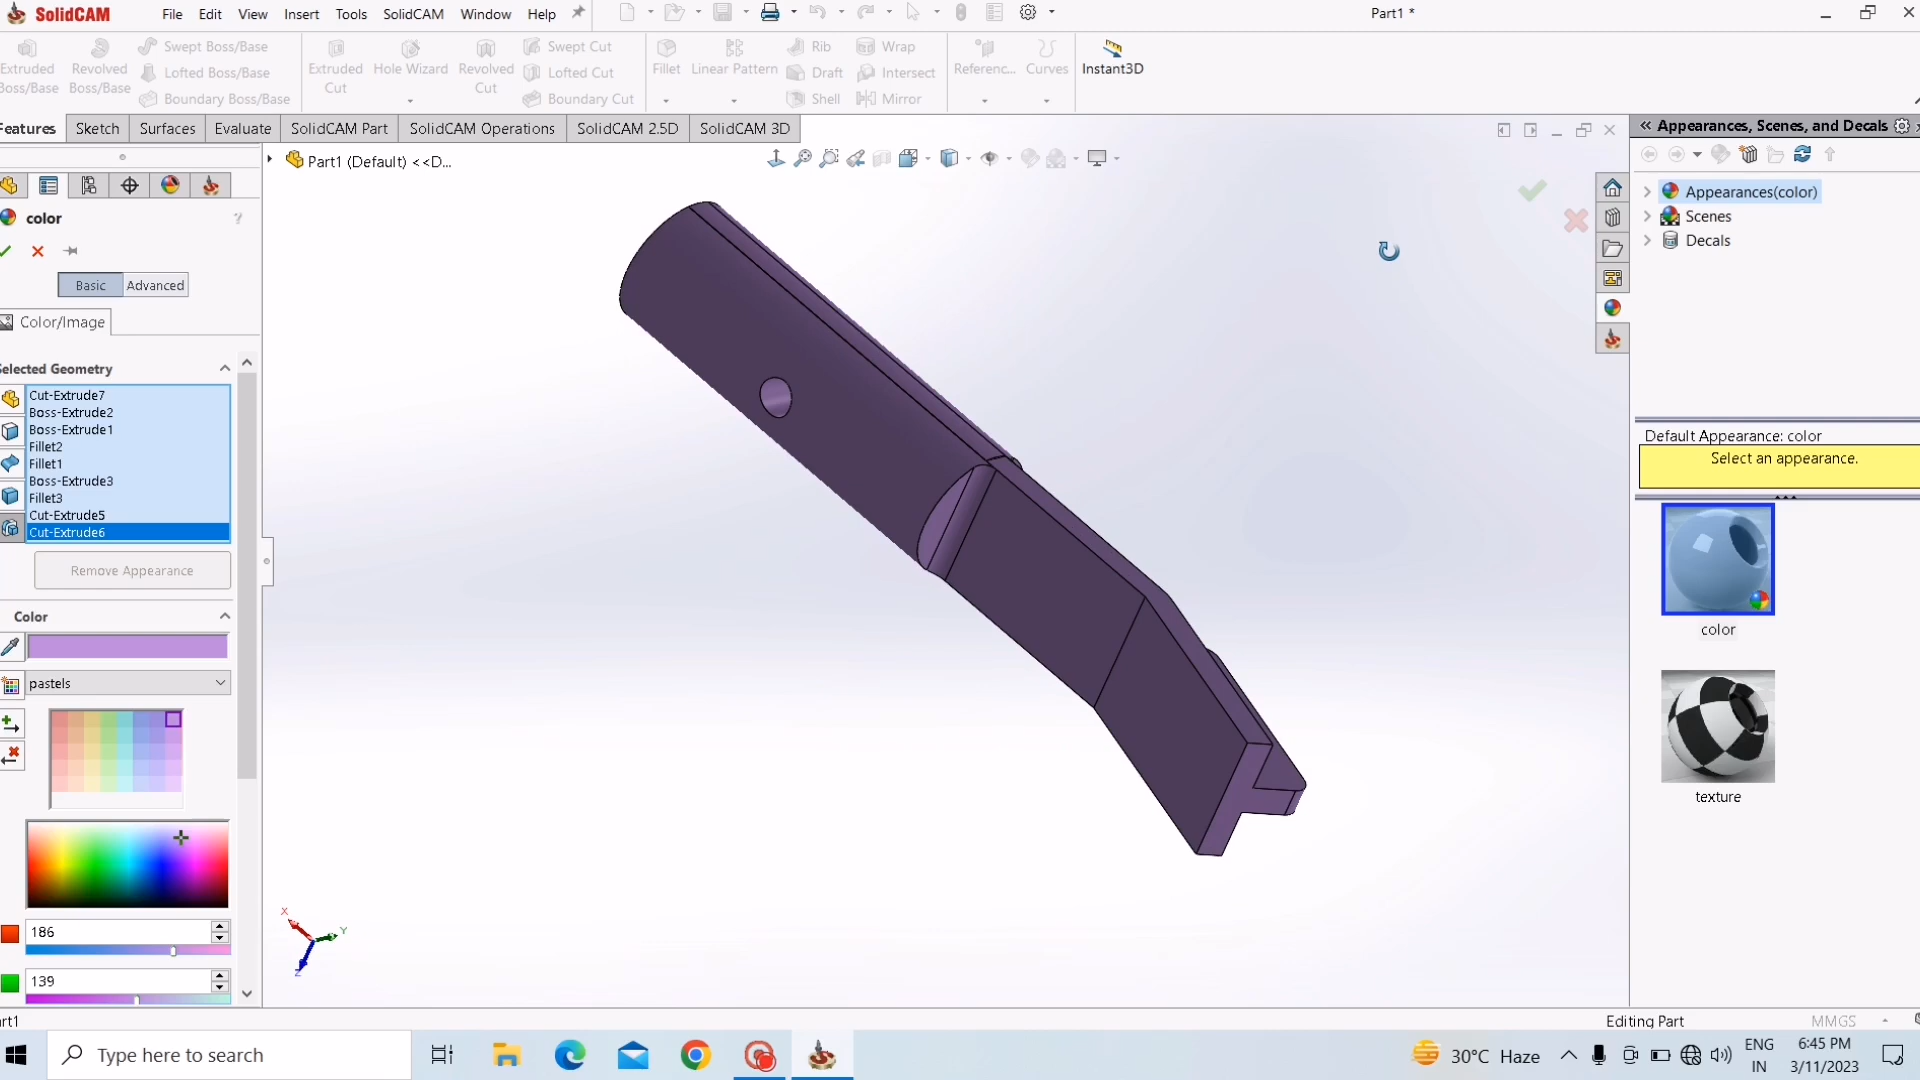 SolidCAM
File Edit View Insert Tools SolidCAM Window Help
Part1 *
Extruded Boss/Base
Revolved Boss/Base
Swept Boss/Base
Lofted Boss/Base
Boundary Boss/Base
Extruded Cut
Hole Wizard
Revolved Cut
Swept Cut
Lofted Cut
Boundary Cut
Fillet
Linear Pattern
Rib
Draft
Shell
Wrap
Intersect
Mirror
Referenc...
Curves
Instant3D
Features Sketch Surfaces Evaluate SolidCAM Part SolidCAM Operations SolidCAM 2.5D SolidCAM 3D
Part1 (Default) <<D...
color
?
Basic Advanced
Color/Image
Selected Geometry
Cut-Extrude7
Boss-Extrude2
Boss-Extrude1
Fillet2
Fillet1
Boss-Extrude3
Fillet3
Cut-Extrude5
Cut-Extrude6
Remove Appearance
Color
pastels
186
139
X
Y
Z
Appearances, Scenes, and Decals
Appearances(color)
Scenes
Decals
Default Appearance: color
Select an appearance.
color
texture
rt1
Editing Part
MMGS
Type here to search
30°C Haze
ENG
IN
6:45 PM
3/11/2023